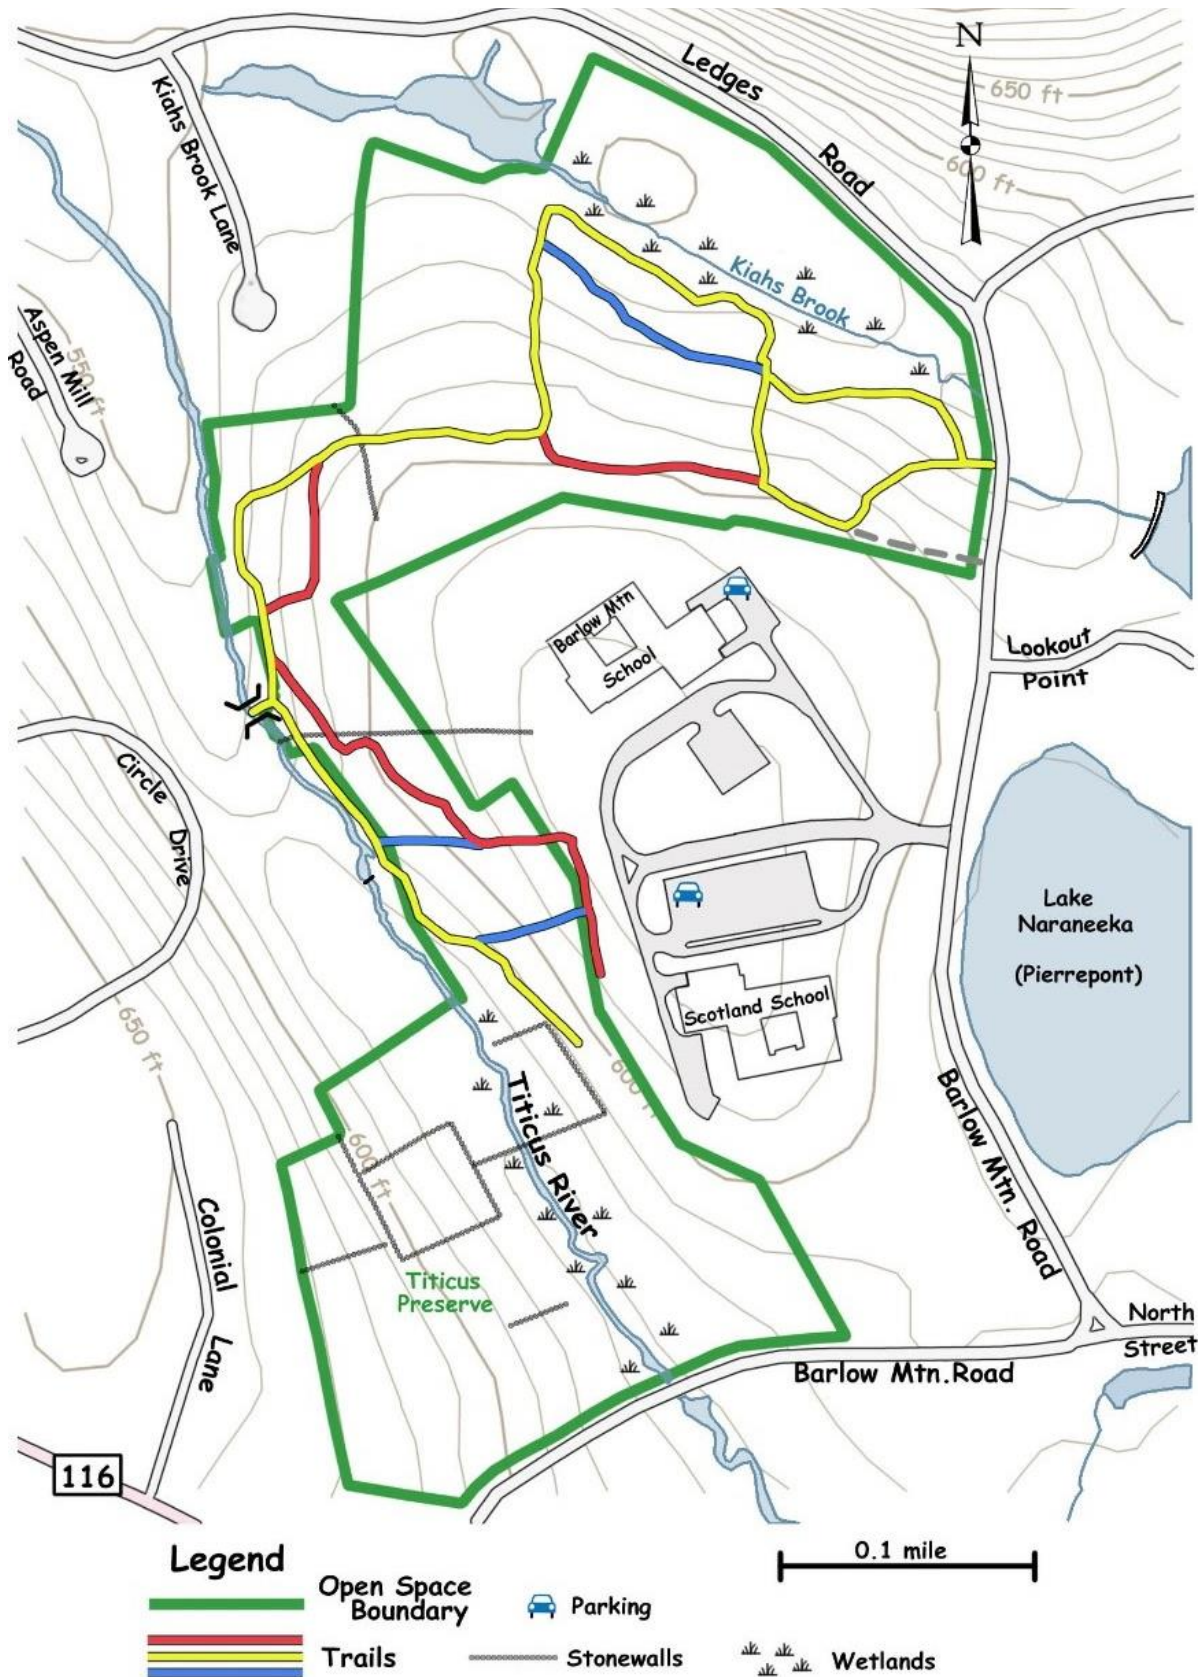 N
Ledges
650 ft
Road
600 ft
Kiahs Brook Lane
Kiahs Brook
Aspen Mill
Road
550 ft
Barlow Mtn
School
Lookout
Point
Circle
Drive
Lake
Naraneeka
(Pierrepont)
Scotland School
650 ft
600 ft
Titicus River
Barlow Mtn. Road
600 ft
Colonial
Lane
Titicus
Preserve
North
Street
Barlow Mtn.Road
116
Legend
0.1 mile
Open Space
Boundary
Parking
Trails
Stonewalls
Wetlands